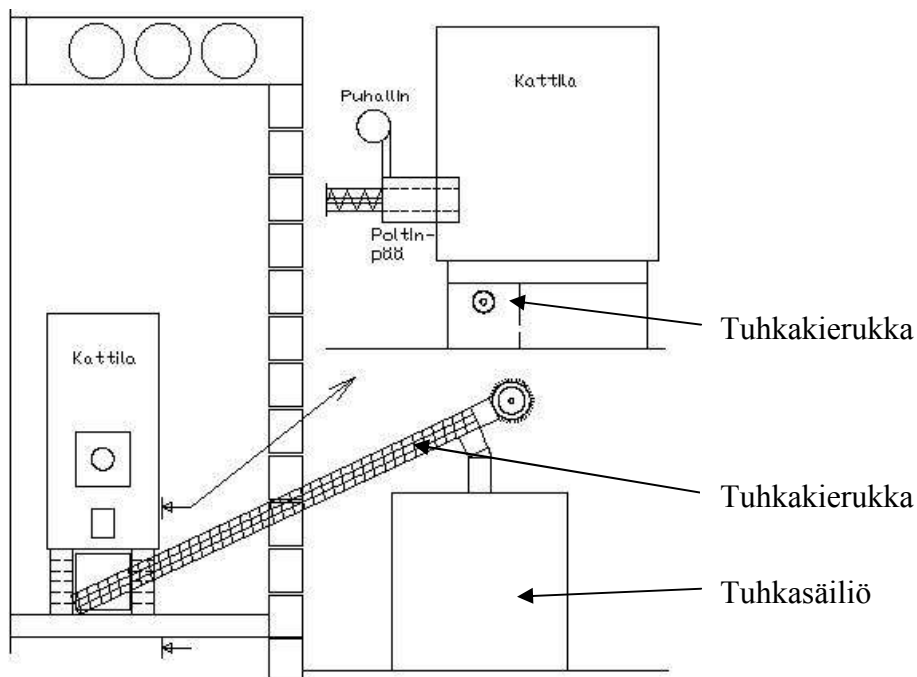 Kattila
Puhallin
Poltin-
pää
Tuhkakierukka
Kattila
Tuhkakierukka
Tuhkasäiliö